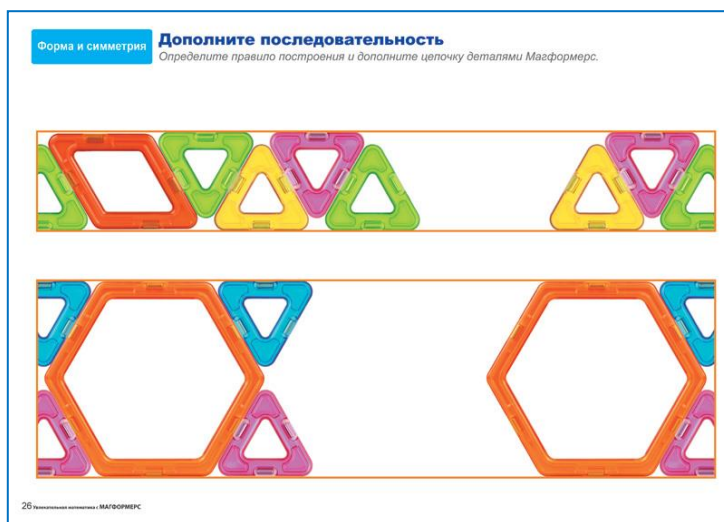 Форма и симметрия
Дополните последовательность
Определите правило построения и дополните цепочку деталями Магформерс.
26 Увлекательная математика с МАГФОРМЕРС